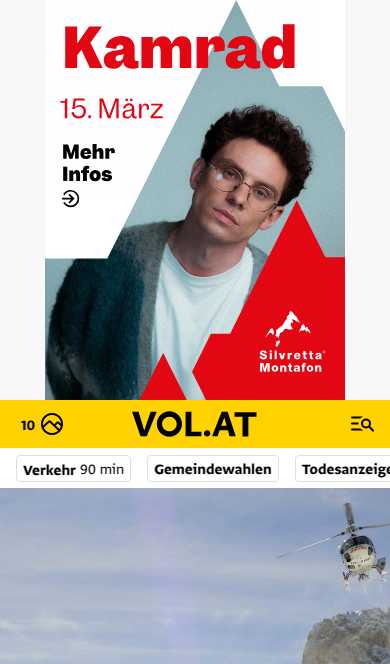 Kamrad
15. März
Mehr
Infos
Silvretta®
Montafon
10
VOL.AT
Verkehr 90 min
Gemeindewahlen
Todesanzeige